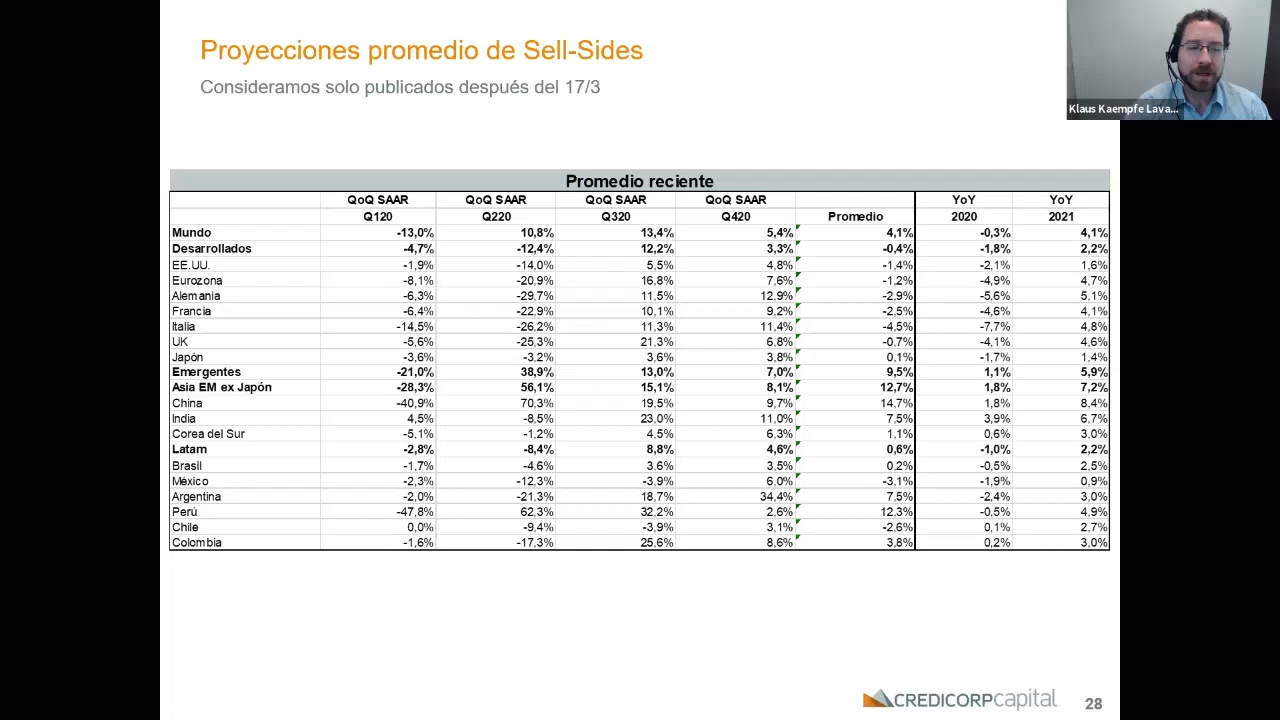 Proyecciones promedio de Sell-Sides
Consideramos solo publicados después del 17/3
Klaus Kaempfe Lava...
Promedio reciente
QoQ SAAR QoQ SAAR QoQ SAAR QoQ SAAR YoY YoY
Q120 Q220 Q320 Q420 Promedio 2020 2021
Mundo -13,0% 10,8% 13,4% 5,4% 4,1% -0,3% 4,1%
Desarrollados -4,7% -12,4% 12,2% 3,3% -0,4% -1,8% 2,2%
EE.UU. -1,9% -14,0% 5,5% 4,8% -1,4% -2,1% 1,6%
Eurozona -8,1% -20,9% 16,8% 7,6% -1,2% -4,9% 4,7%
Alemania -6,3% -29,7% 11,5% 12,9% -2,9% -5,6% 5,1%
Francia -6,4% -22,9% 10,1% 9,2% -2,5% -4,6% 4,1%
Italia -14,5% -26,2% 11,3% 11,4% -4,5% -7,7% 4,8%
UK -5,6% -25,3% 21,3% 6,8% -0,7% -4,1% 4,6%
Japón -3,6% -3,2% 3,6% 3,8% 0,1% -1,7% 1,4%
Emergentes -21,0% 38,9% 13,0% 7,0% 9,5% 1,1% 5,9%
Asia EM ex Japón -28,3% 56,1% 15,1% 8,1% 12,7% 1,8% 7,2%
China -40,9% 70,3% 19,5% 9,7% 14,7% 1,8% 8,4%
India 4,5% -8,5% 23,0% 11,0% 7,5% 3,9% 6,7%
Corea del Sur -5,1% -1,2% 4,5% 6,3% 1,1% 0,6% 3,0%
Latam -2,8% -8,4% 8,8% 4,6% 0,6% -1,0% 2,2%
Brasil -1,7% -4,6% 3,6% 3,5% 0,2% -0,5% 2,5%
México -2,3% -12,3% -3,9% 6,0% -3,1% -1,9% 0,9%
Argentina -2,0% -21,3% 18,7% 34,4% 7,5% -2,4% 3,0%
Perú -47,8% 62,3% 32,2% 2,6% 12,3% -0,5% 4,9%
Chile 0,0% -9,4% -3,9% 3,1% -2,6% 0,1% 2,7%
Colombia -1,6% -17,3% 25,6% 8,6% 3,8% 0,2% 3,0%
CREDICORPcapital
28